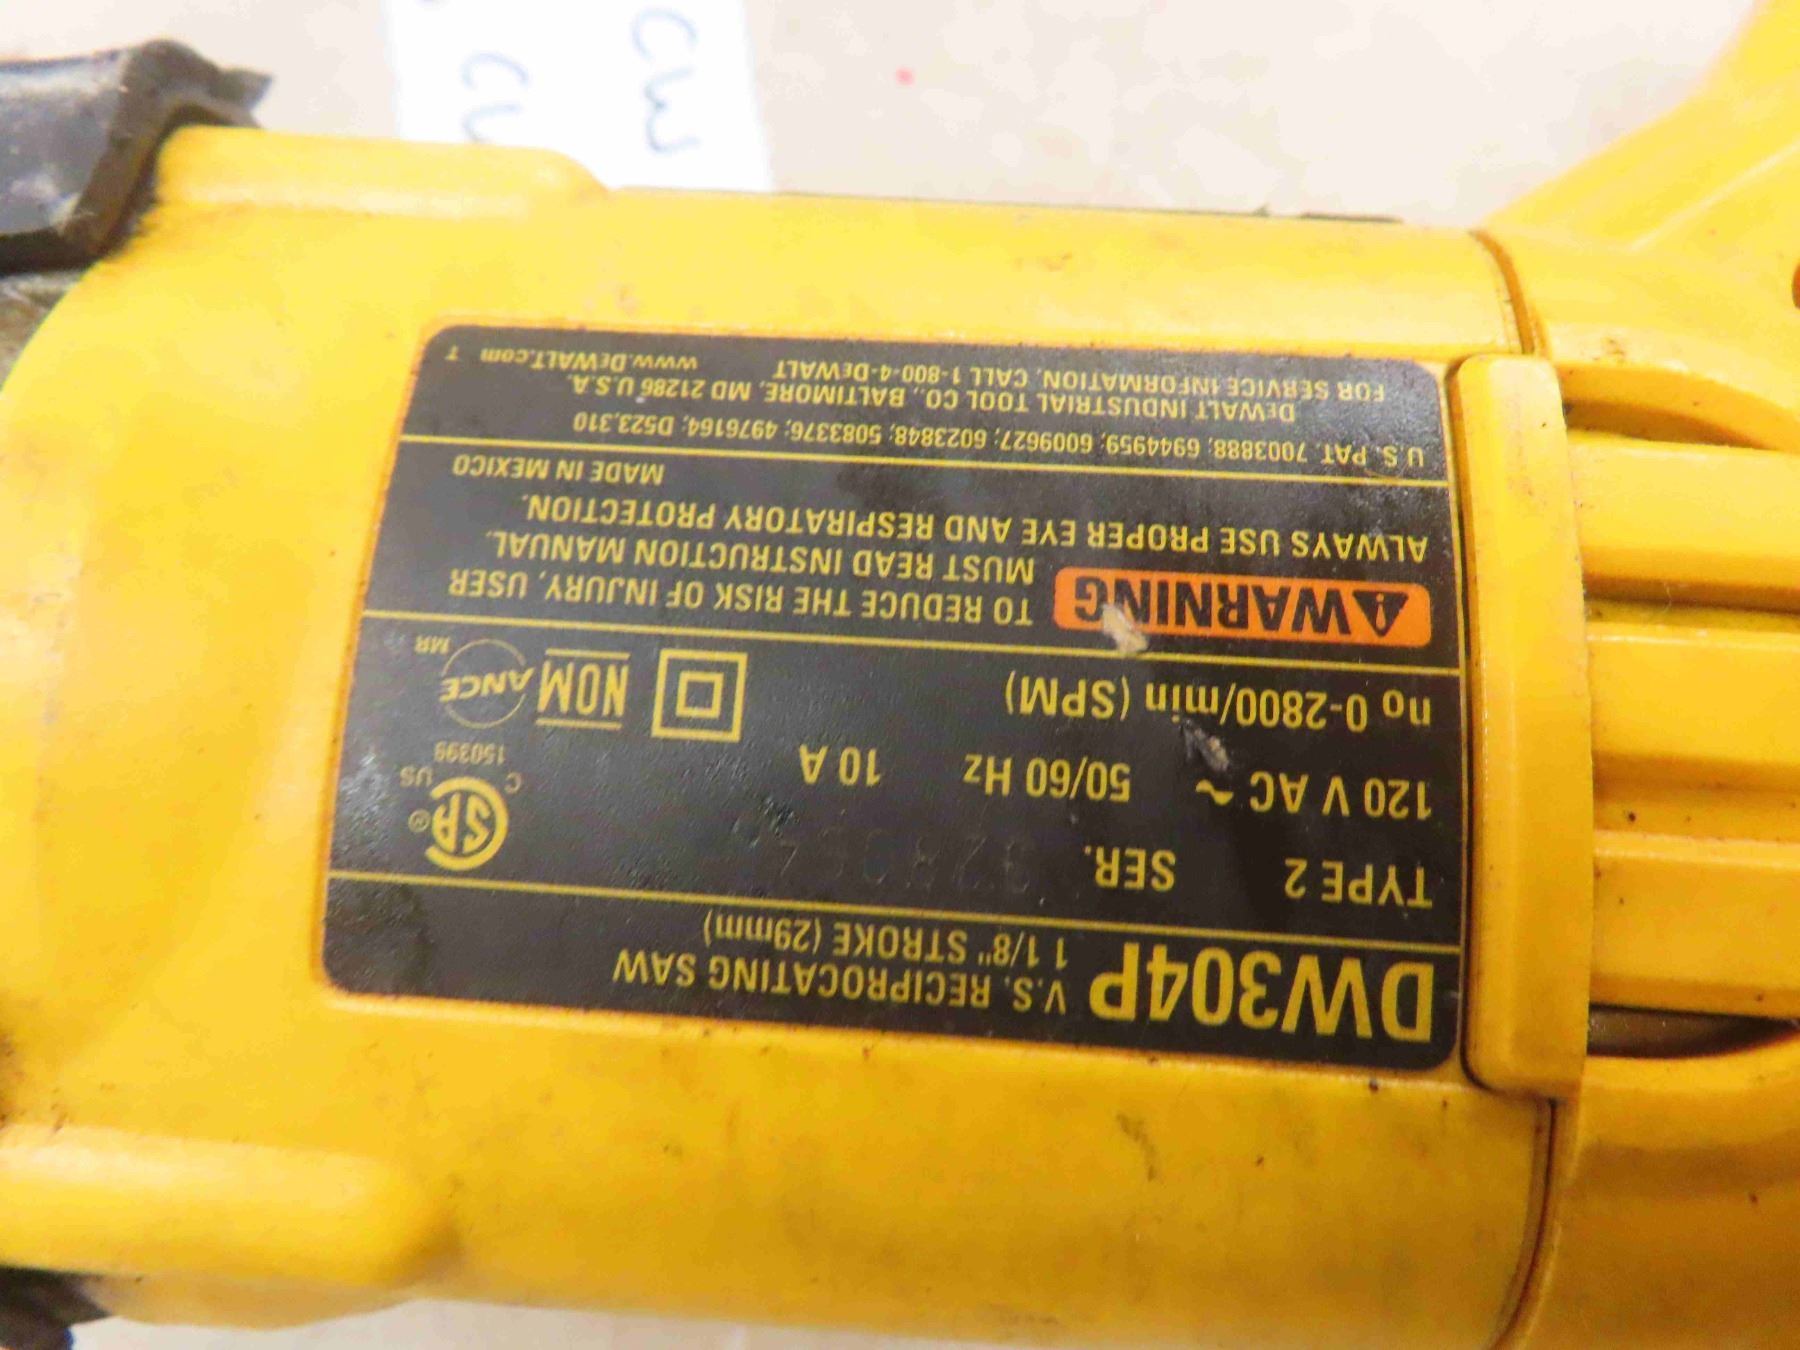 DW304P V.S. RECIPROCATING SAW
1 1/8" STROKE (29mm)
TYPE 2 SER.
120 V AC ~ 50/60 Hz 10 A
n₀ 0-2800/min (SPM)
SA ®
C US
150399
NOM
ANCE
MR
⚠WARNING TO REDUCE THE RISK OF INJURY, USER
MUST READ INSTRUCTION MANUAL.
ALWAYS USE PROPER EYE AND RESPIRATORY PROTECTION.
MADE IN MEXICO
U.S. PAT. 7003888; 6944959; 6009627; 6023848; 5083376; 4976164; D523.310
DEWALT INDUSTRIAL TOOL CO., BALTIMORE, MD 21286 U.S.A.
FOR SERVICE INFORMATION, CALL 1-800-4-DEWALT www.DEWALT.com T
CW